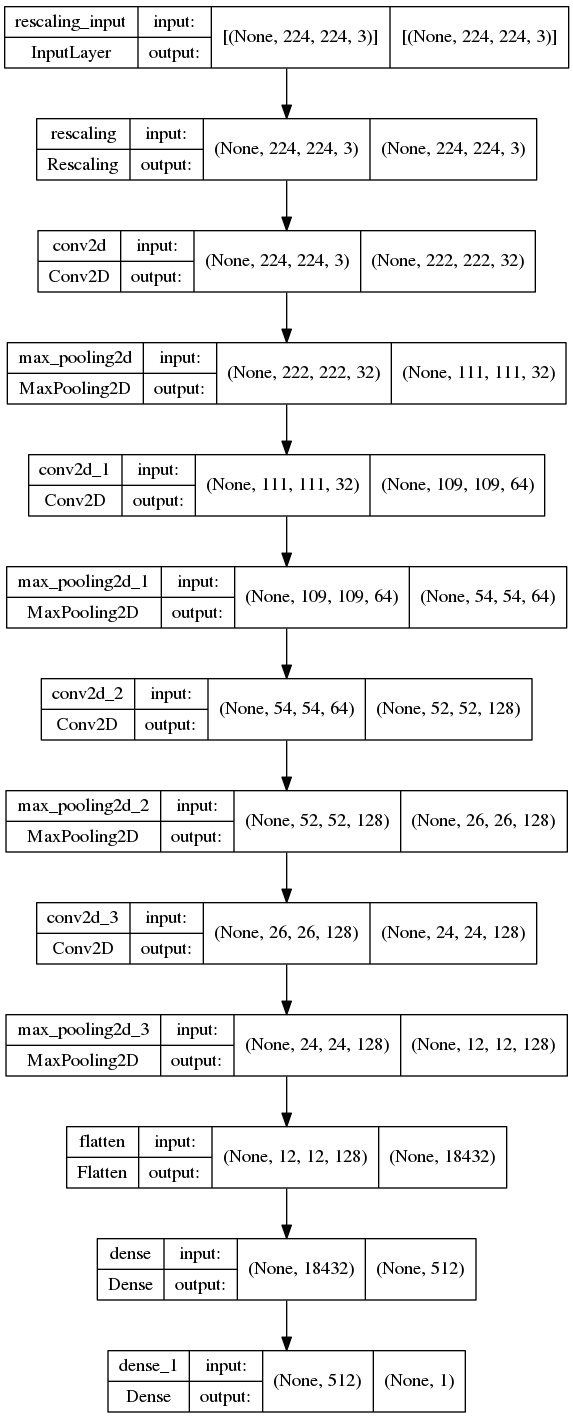 rescaling_input input: [(None, 224, 224, 3)] [(None, 224, 224, 3)]
InputLayer output:
rescaling input: (None, 224, 224, 3) (None, 224, 224, 3)
Rescaling output:
conv2d input: (None, 224, 224, 3) (None, 222, 222, 32)
Conv2D output:
max_pooling2d input: (None, 222, 222, 32) (None, 111, 111, 32)
MaxPooling2D output:
conv2d_1 input: (None, 111, 111, 32) (None, 109, 109, 64)
Conv2D output:
max_pooling2d_1 input: (None, 109, 109, 64) (None, 54, 54, 64)
MaxPooling2D output:
conv2d_2 input: (None, 54, 54, 64) (None, 52, 52, 128)
Conv2D output:
max_pooling2d_2 input: (None, 52, 52, 128) (None, 26, 26, 128)
MaxPooling2D output:
conv2d_3 input: (None, 26, 26, 128) (None, 24, 24, 128)
Conv2D output:
max_pooling2d_3 input: (None, 24, 24, 128) (None, 12, 12, 128)
MaxPooling2D output:
flatten input: (None, 12, 12, 128) (None, 18432)
Flatten output:
dense input: (None, 18432) (None, 512)
Dense output:
dense_1 input: (None, 512) (None, 1)
Dense output: